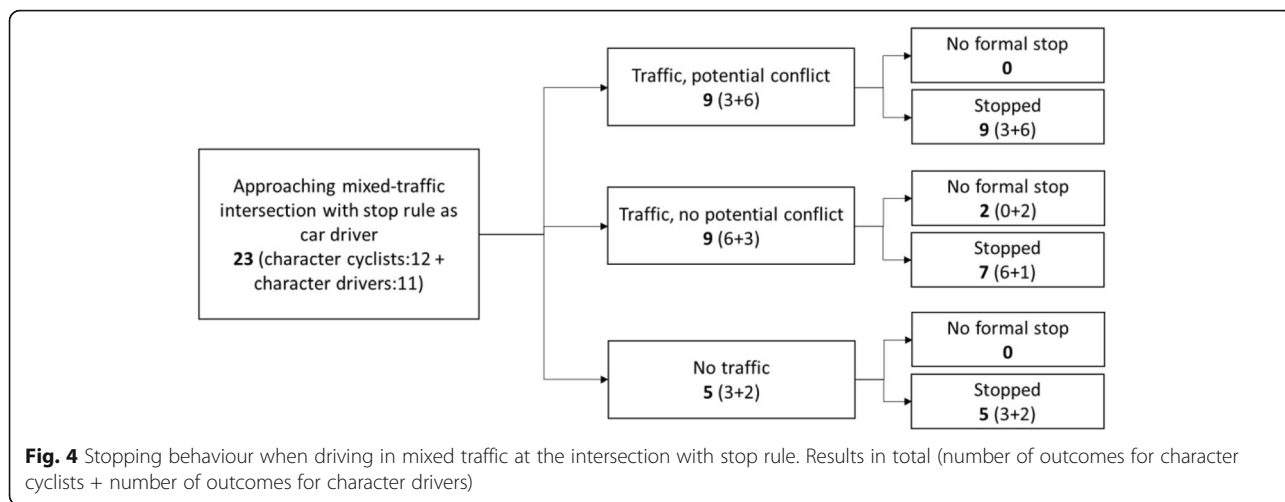 Approaching mixed-traffic
intersection with stop rule as
car driver
23 (character cyclists:12 +
character drivers:11)
Traffic, potential conflict
9 (3+6)
No formal stop
0
Stopped
9 (3+6)
Traffic, no potential conflict
9 (6+3)
No formal stop
2 (0+2)
Stopped
7 (6+1)
No traffic
5 (3+2)
No formal stop
0
Stopped
5 (3+2)
Fig. 4 Stopping behaviour when driving in mixed traffic at the intersection with stop rule. Results in total (number of outcomes for character
cyclists + number of outcomes for character drivers)